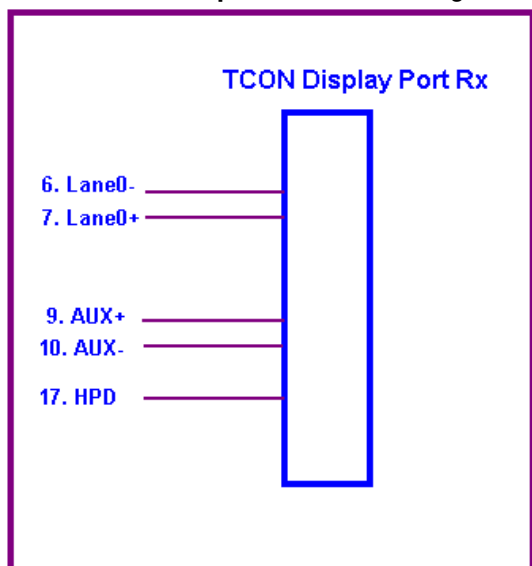 TCON Display Port Rx
6. Lane0-
7. Lane0+
9. AUX+
10. AUX-
17. HPD